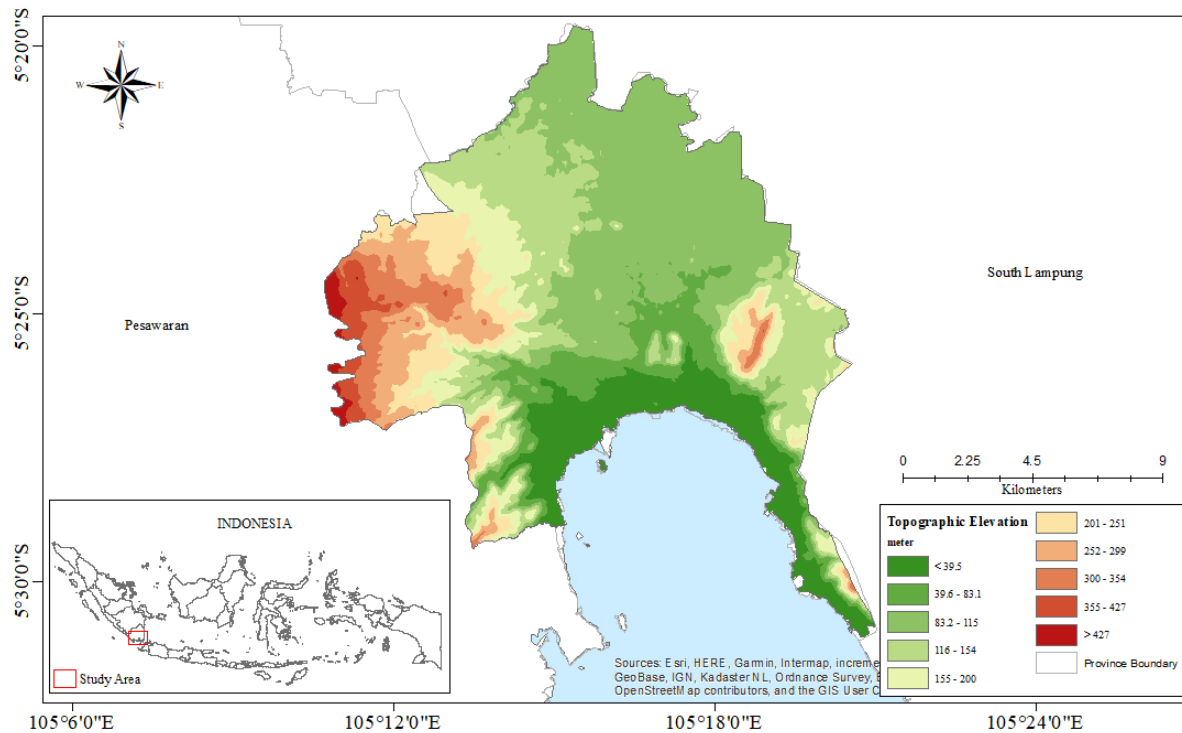 5°20'0"S
N
W E
S
South Lampung
5°25'0"S
Pesawaran
0 2.25 4.5 9
Kilometers
Topographic Elevation
meter
< 39.5
39.6 - 83.1
83.2 - 115
116 - 154
155 - 200
201 - 251
252 - 299
300 - 354
355 - 427
> 427
Province Boundary
INDONESIA
Study Area
5°30'0"S
Sources: Esri, HERE, Garmin, Intermap, increme
GeoBase, IGN, Kadaster NL, Ordnance Survey, E
OpenStreetMap contributors, and the GIS User C
105°6'0"E 105°12'0"E 105°18'0"E 105°24'0"E